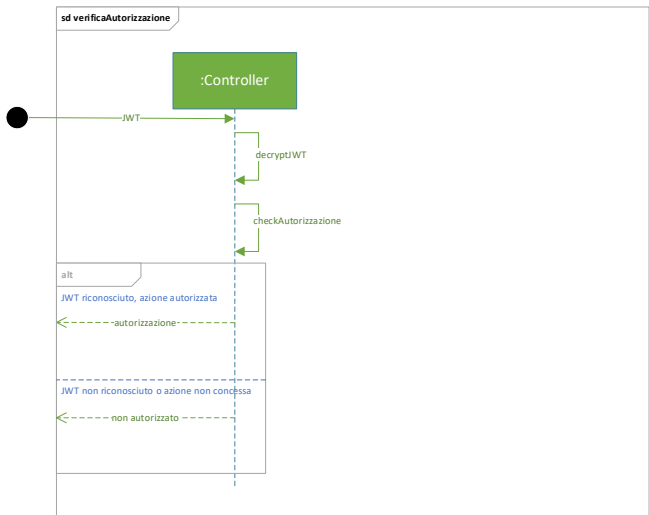 sd verificaAutorizzazione
:Controller
JWT
decryptJWT
checkAutorizzazione
alt
JWT riconosciuto, azione autorizzata
autorizzazione
JWT non riconosciuto o azione non concessa
non autorizzato